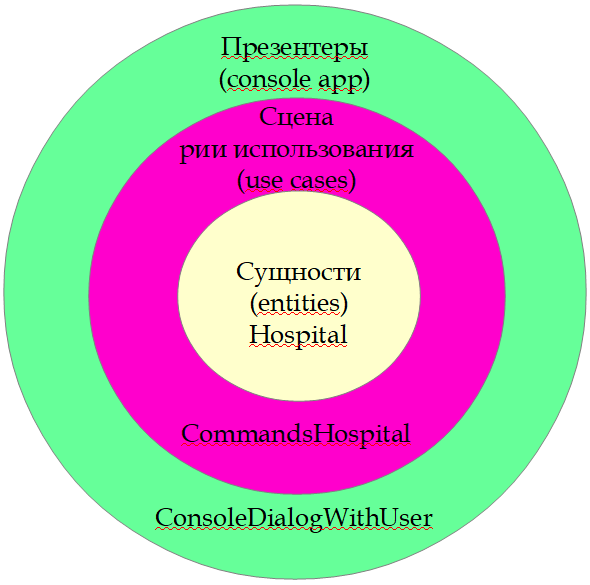 Презентеры
(console app)
Сцена
рии использования
(use cases)
Сущности
(entities)
Hospital
CommandsHospital
ConsoleDialogWithUser